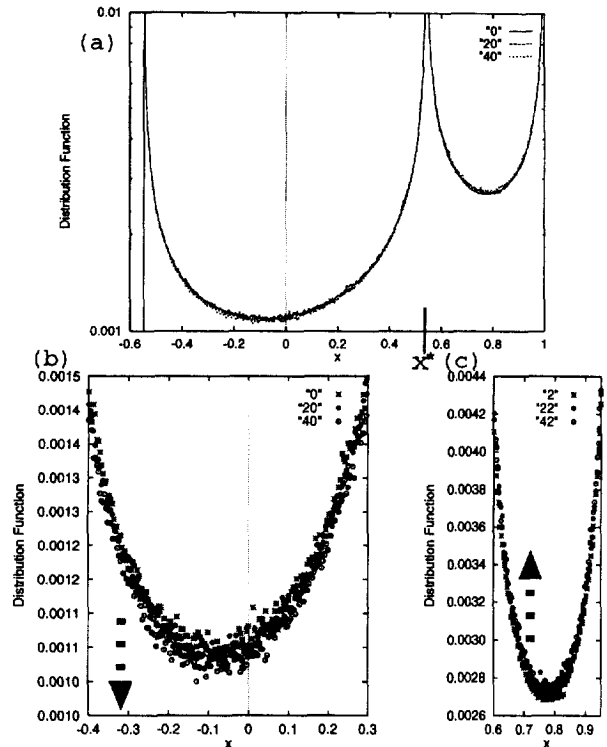 (a)
0.01
"0"
"20"
"40"
Distribution Function
0.001
-0.6 -0.4 -0.2 0 0.2 0.4 0.6 0.8 1
x
x*
(b)
0.0015
0.0014
0.0013
0.0013
0.0012
0.0012
0.0011
0.0011
0.0010
0.0010
"0"
"20"
"40"
Distribution Function
-0.4 -0.3 -0.2 -0.1 0 0.1 0.2 0.3
x
(c)
0.0044
0.0042
0.0040
0.0038
0.0036
0.0034
0.0032
0.0030
0.0028
0.0026
"2"
"22"
"42"
Distribution Function
0.6 0.7 0.8 0.9
x